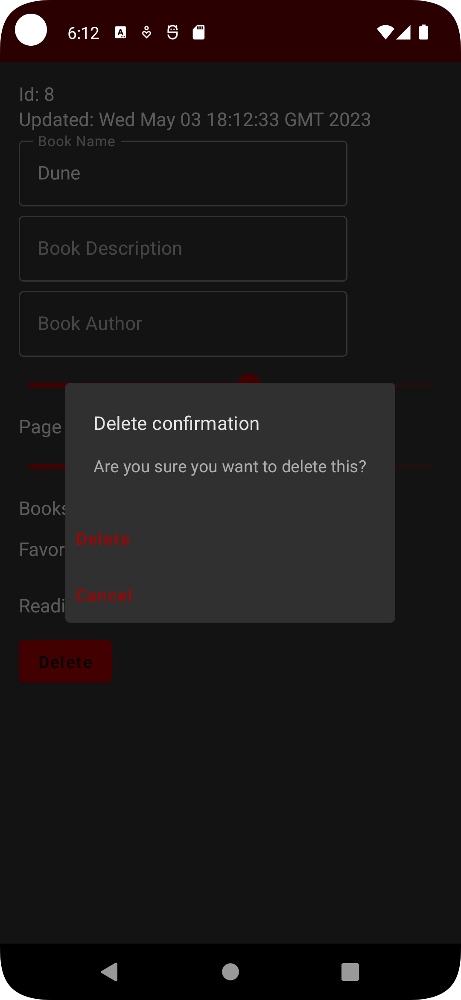 6:12
Id: 8
Updated: Wed May 03 18:12:33 GMT 2023
Book Name
Dune
Book Description
Book Author
Page
Delete confirmation
Are you sure you want to delete this?
Books
Delete
Favor
Cancel
Readi
Delete